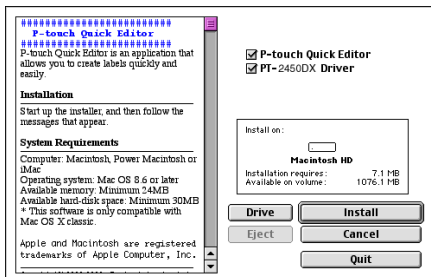 ########################
P-touch Quick Editor
########################
P-touch Quick Editor is an application that
allows you to create labels quickly and
easily.
Installation
Start up the installer, and then follow the
messages that appear.
System Requirements
Computer: Macintosh, Power Macintosh or
iMac
Operating system: Mac OS 8.6 or later
Available memory: Minimum 24MB
Available hard-disk space: Minimum 30MB
* This software is only compatible with
Mac OS X classic.
Apple and Macintosh are registered
trademarks of Apple Computer, Inc.
P-touch Quick Editor
PT-2450DX Driver
Install on:
Macintosh HD
Installation requires: 7.1 MB
Available on volume: 1076.1 MB
Drive
Install
Eject
Cancel
Quit